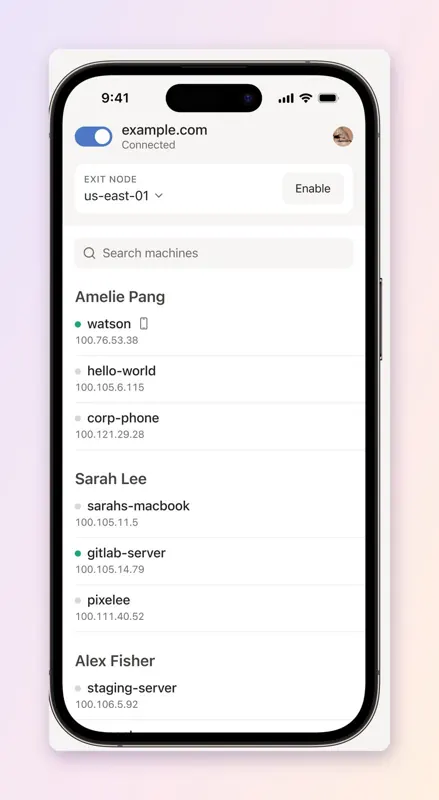 9:41
example.com
Connected
EXIT NODE
us-east-01
Enable
Search machines
Amelie Pang
watson
100.76.53.38
hello-world
100.105.6.115
corp-phone
100.121.29.28
Sarah Lee
sarahs-macbook
100.105.11.5
gitlab-server
100.105.14.79
pixelee
100.111.40.52
Alex Fisher
staging-server
100.106.5.92